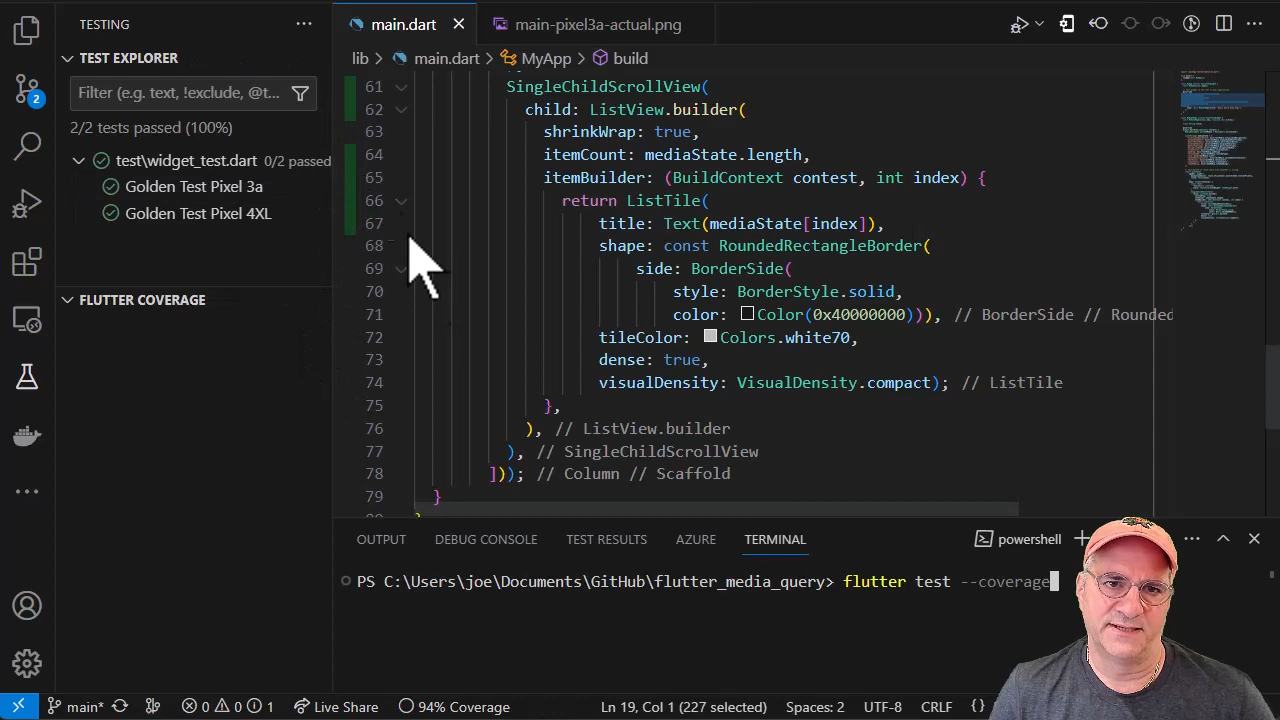 TESTING
main.dart
main-pixel3a-actual.png
TEST EXPLORER
Filter (e.g. text, !exclude, @t...
2/2 tests passed (100%)
test\widget_test.dart 0/2 passed
Golden Test Pixel 3a
Golden Test Pixel 4XL
FLUTTER COVERAGE
2
lib > main.dart > MyApp > build
61 SingleChildScrollView(
62 child: ListView.builder(
63 shrinkWrap: true,
64 itemCount: mediaState.length,
65 itemBuilder: (BuildContext contest, int index) {
66 return ListTile(
67 title: Text(mediaState[index]),
68 shape: const RoundedRectangleBorder(
69 side: BorderSide(
70 style: BorderStyle.solid,
71 color: Color(0x40000000))), // BorderSide // Rounded
72 tileColor: Colors.white70,
73 dense: true,
74 visualDensity: VisualDensity.compact); // ListTile
75 },
76 ), // ListView.builder
77 ), // SingleChildScrollView
78 ])); // Column // Scaffold
79 }
OUTPUT DEBUG CONSOLE TEST RESULTS AZURE TERMINAL powershell
PS C:\Users\joe\Documents\GitHub\flutter_media_query> flutter test --coverage
main* 0 0 1 Live Share 94% Coverage Ln 19, Col 1 (227 selected) Spaces: 2 UTF-8 CRLF {}